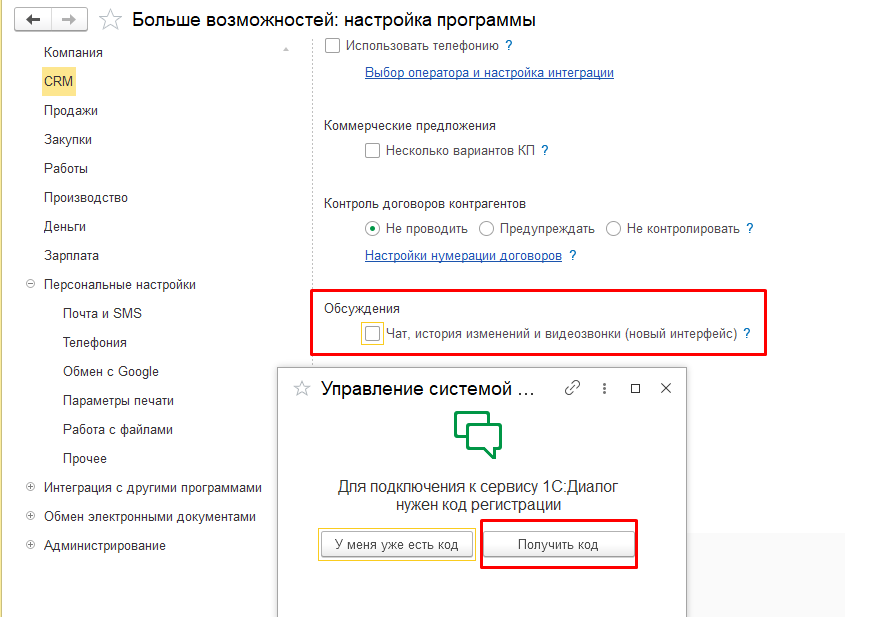 Больше возможностей: настройка программы
Компания
CRM
Продажи
Закупки
Работы
Производство
Деньги
Зарплата
Персональные настройки
Почта и SMS
Телефония
Обмен с Google
Параметры печати
Работа с файлами
Прочее
Интеграция с другими программами
Обмен электронными документами
Администрирование
Использовать телефонию ?
Выбор оператора и настройка интеграции
Коммерческие предложения
Несколько вариантов КП ?
Контроль договоров контрагентов
Не проводить Предупреждать Не контролировать ?
Настройки нумерации договоров ?
Обсуждения
Чат, история изменений и видеозвонки (новый интерфейс) ?
Управление системой ...
Для подключения к сервису 1С:Диалог
нужен код регистрации
У меня уже есть код Получить код